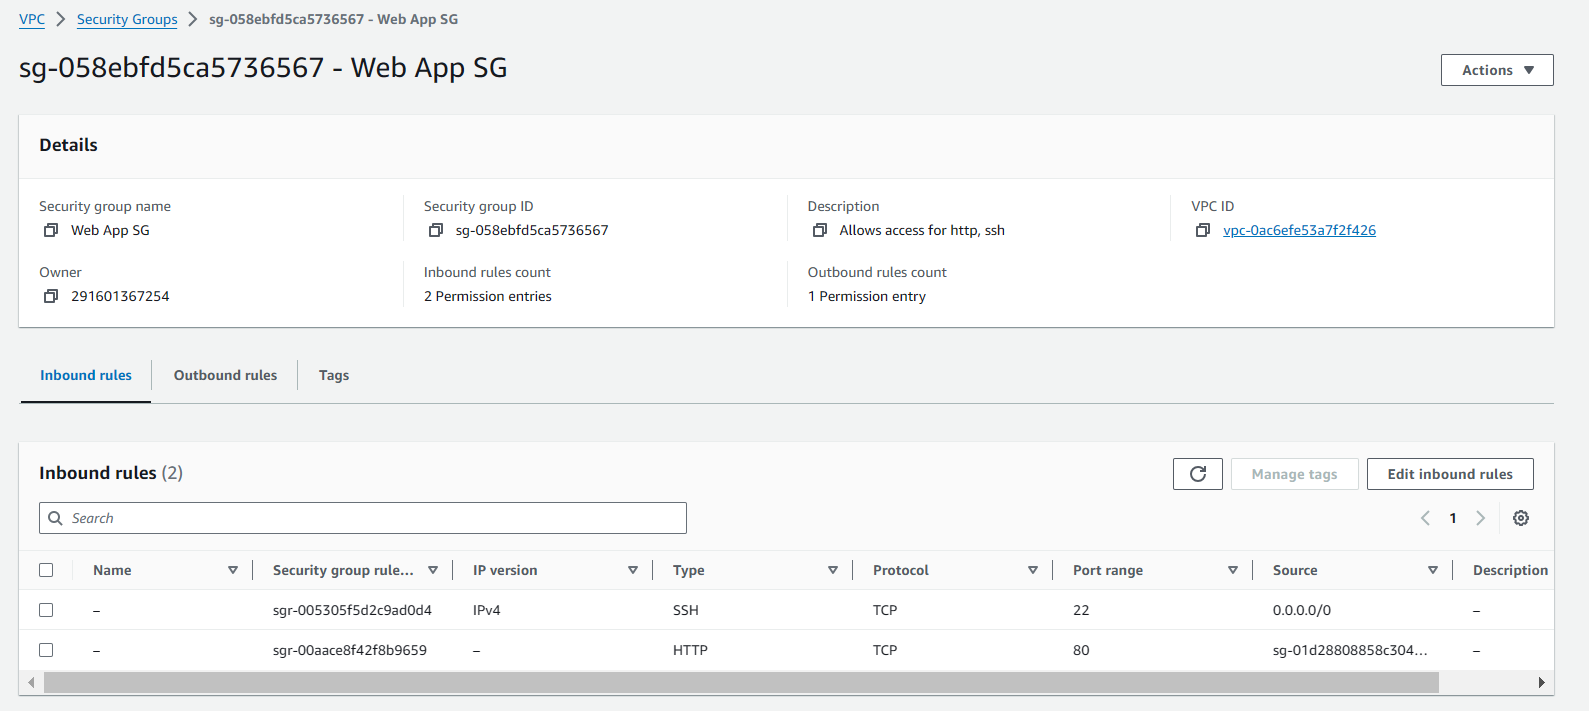 VPC > Security Groups > sg-058ebfd5ca5736567 - Web App SG
sg-058ebfd5ca5736567 - Web App SG
Actions
Details
Security group name
Web App SG
Security group ID
sg-058ebfd5ca5736567
Description
Allows access for http, ssh
VPC ID
vpc-0ac6efe53a7f2f426
Owner
291601367254
Inbound rules count
2 Permission entries
Outbound rules count
1 Permission entry
Inbound rules
Outbound rules
Tags
Inbound rules (2)
Manage tags
Edit inbound rules
Search
1
Name Security group rule... IP version Type Protocol Port range Source Description
– sgr-005305f5d2c9ad0d4 IPv4 SSH TCP 22 0.0.0.0/0 –
– sgr-00aace8f42f8b9659 – HTTP TCP 80 sg-01d28808858c304... –